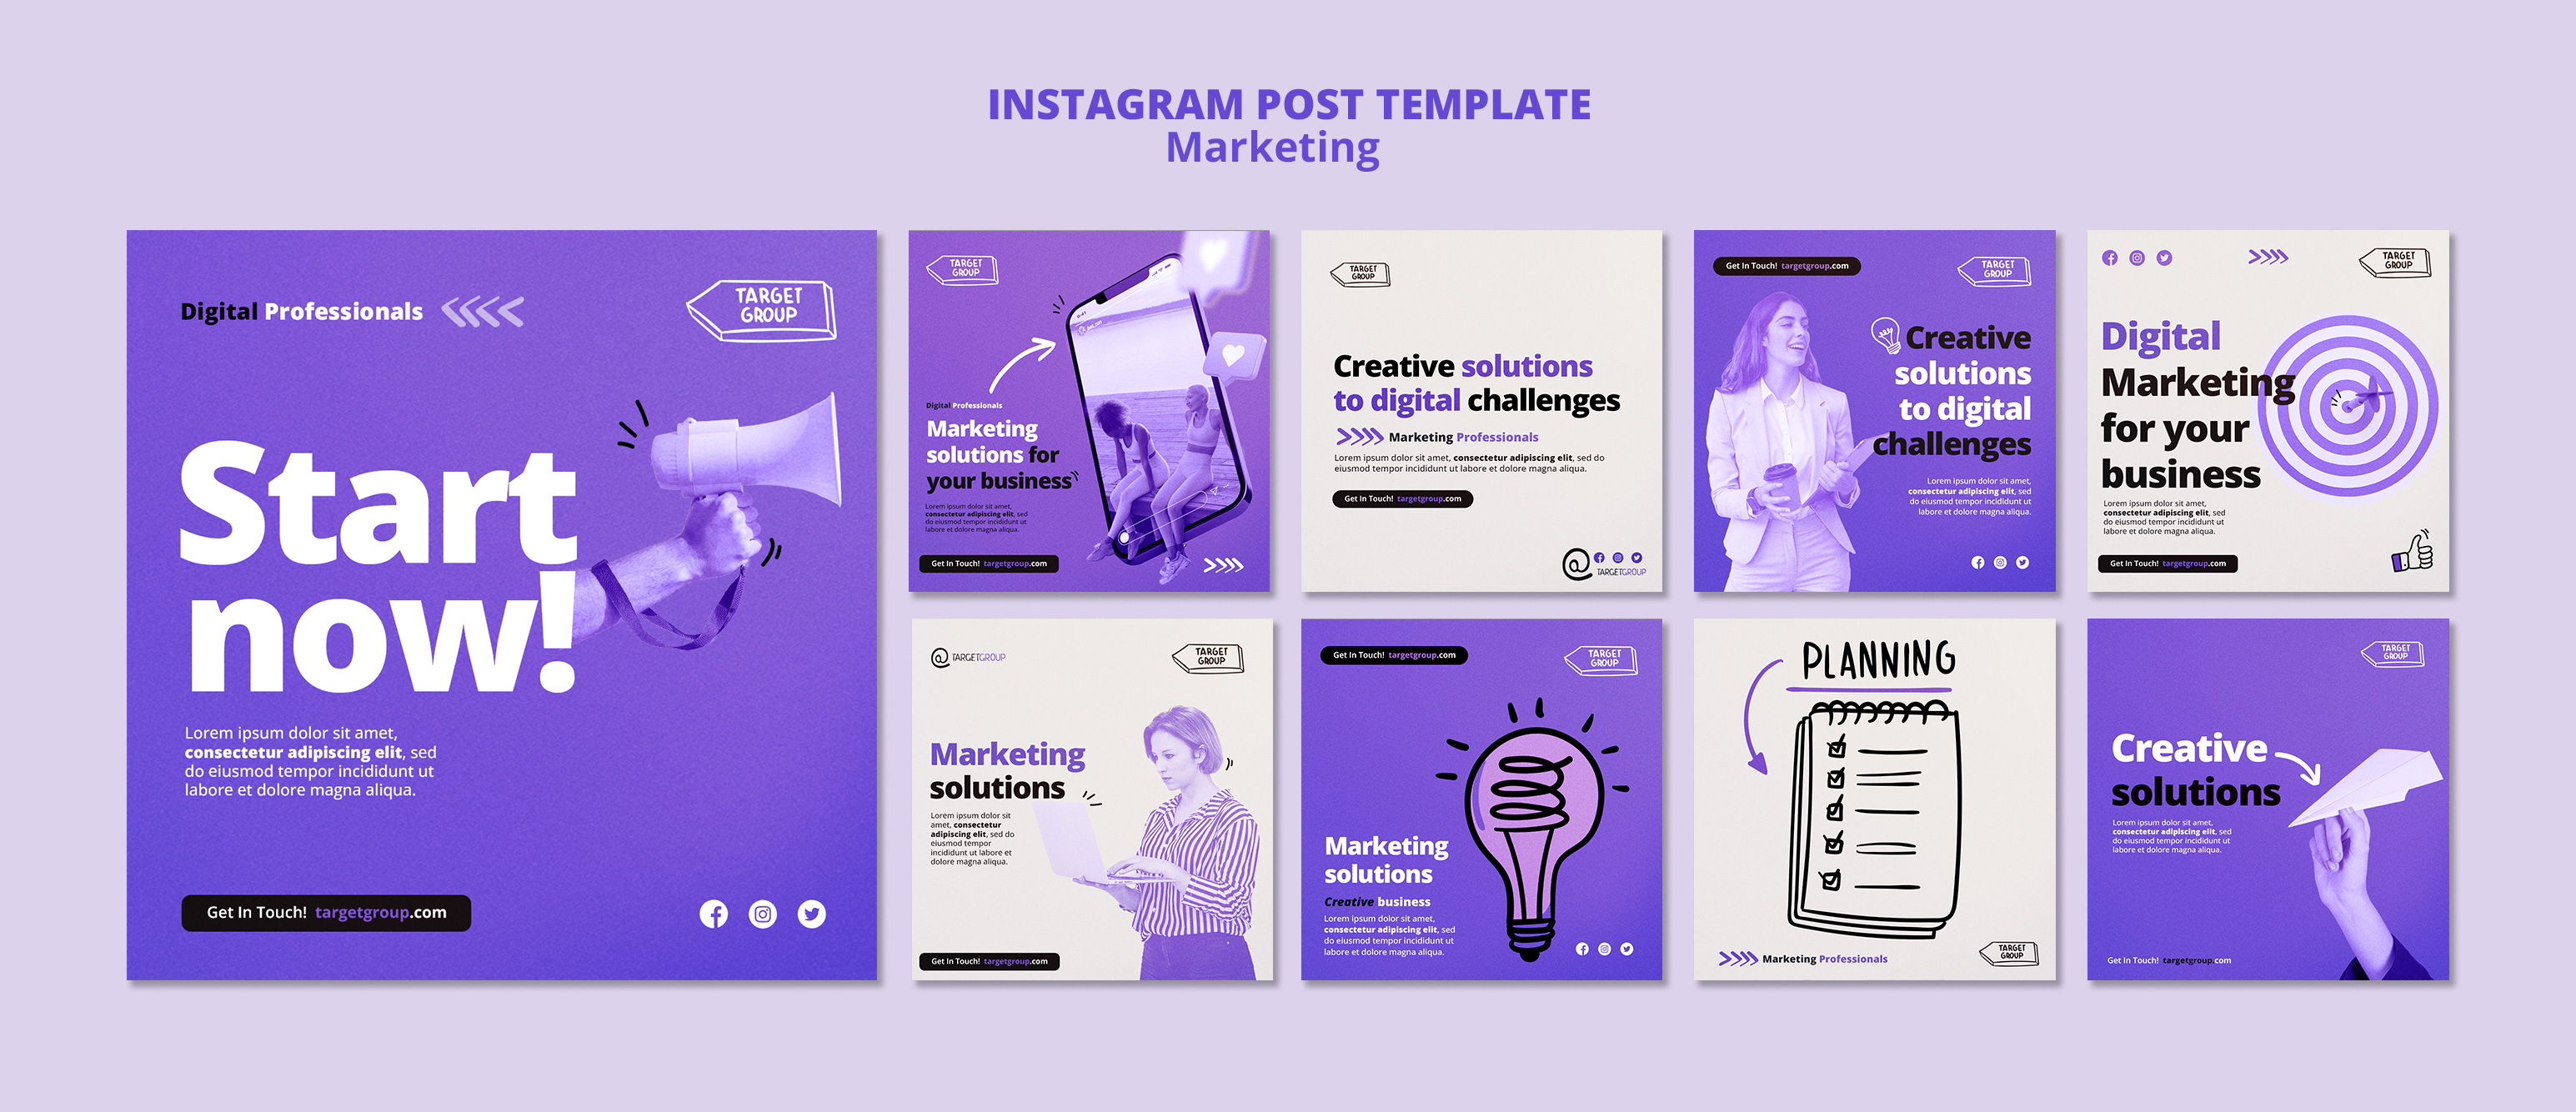 INSTAGRAM POST TEMPLATE
Marketing
Digital Professionals
TARGET
GROUP
Start
now!
Lorem ipsum dolor sit amet,
consectetur adipiscing elit, sed
do eiusmod tempor incididunt ut
labore et dolore magna aliqua.
Get In Touch! targetgroup.com
TARGET
GROUP
Digital Professionals
Marketing
solutions for
your business
Lorem ipsum dolor sit amet,
consectetur adipiscing elit, sed
do eiusmod tempor incididunt ut
labore et dolore magna aliqua.
Get In Touch! targetgroup.com
TARGET
GROUP
Creative solutions
to digital challenges
Marketing Professionals
Lorem ipsum dolor sit amet, consectetur adipiscing elit, sed do
eiusmod tempor incididunt ut labore et dolore magna aliqua.
Get In Touch! targetgroup.com
@ TARGETGROUP
Get In Touch! targetgroup.com
TARGET
GROUP
Creative
solutions
to digital
challenges
Lorem ipsum dolor sit amet,
consectetur adipiscing elit, sed
do eiusmod tempor incididunt ut
labore et dolore magna aliqua.
TARGET
GROUP
Digital
Marketing
for your
business
Lorem ipsum dolor sit amet,
consectetur adipiscing elit, sed
do eiusmod tempor incididunt ut
labore et dolore magna aliqua.
Get In Touch! targetgroup.com
@ TARGETGROUP
TARGET
GROUP
Marketing
solutions
Lorem ipsum dolor sit
amet, consectetur
adipiscing elit, sed do
eiusmod tempor
incididunt ut labore et
dolore magna aliqua.
Get In Touch! targetgroup.com
Get In Touch! targetgroup.com
TARGET
GROUP
Marketing
solutions
Creative business
Lorem ipsum dolor sit amet,
consectetur adipiscing elit, sed
do eiusmod tempor incididunt ut
labore et dolore magna aliqua.
PLANNING
Marketing Professionals
TARGET
GROUP
TARGET
GROUP
Creative
solutions
Lorem ipsum dolor sit amet,
consectetur adipiscing elit, sed
do eiusmod tempor incididunt ut
labore et dolore magna aliqua.
Get In Touch! targetgroup.com